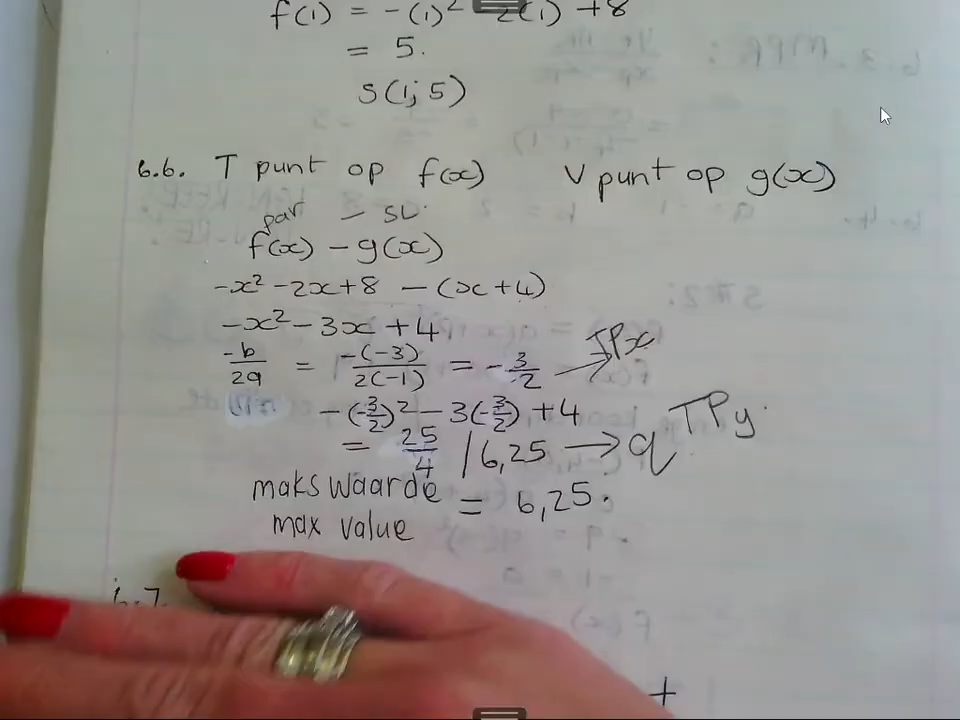 f(1) = -(1)² - 2(1) + 8
= 5.
S(1; 5)
6.6. T punt op f(x) V punt op g(x)
par - SL.
f(x) - g(x)
-x² - 2x + 8 - (x + 4)
-x² - 3x + 4
-b/2a = -(-3)/2(-1) = -3/2 → TPx
-(-3/2)² - 3(-3/2) + 4
= 25/4 / 6,25 → q TPy.
maks waarde = 6,25.
max value
6.7.